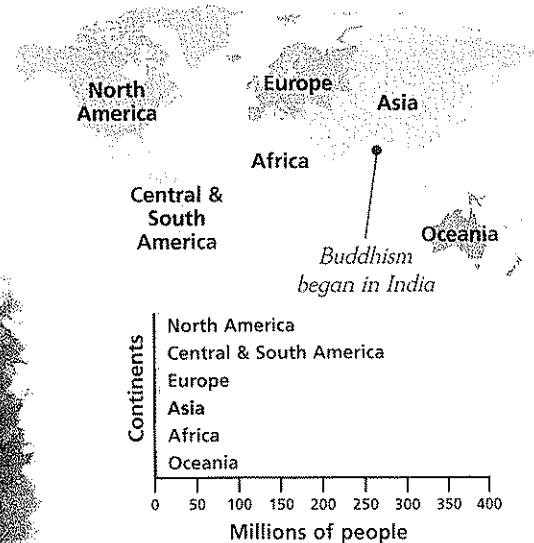 North
America
Europe
Asia
Africa
Central &
South
America
Oceania
Buddhism
began in India
Continents
North America
Central & South America
Europe
Asia
Africa
Oceania
0 50 100 150 200 250 300 350 400
Millions of people